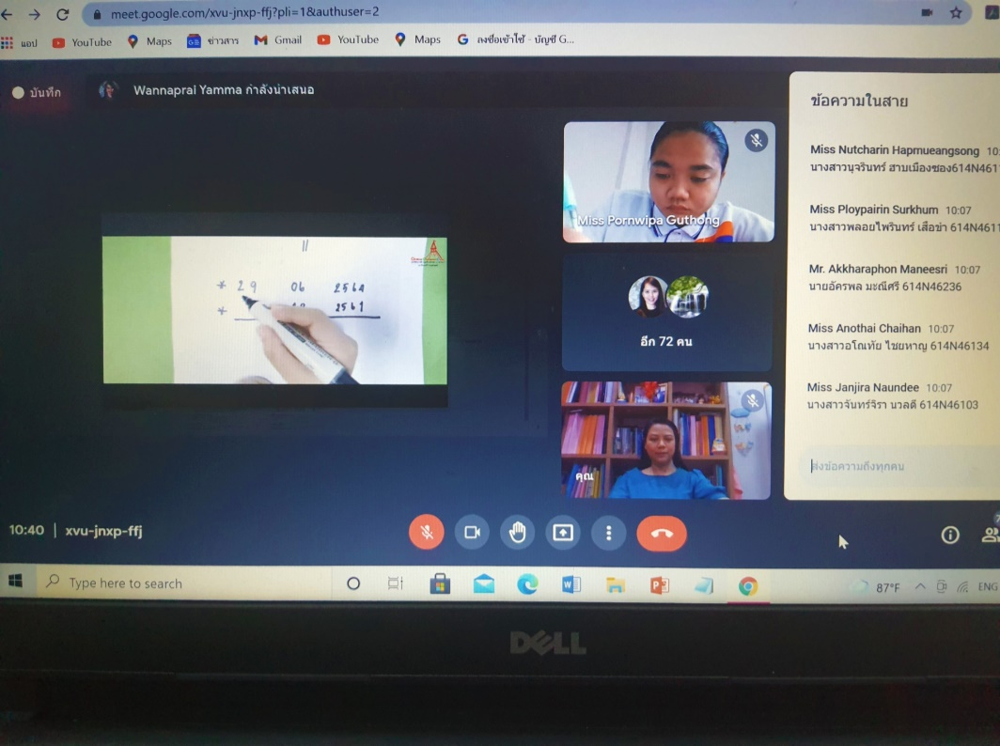 meet.google.com/xvu-jnxp-ffj?pli=1&authuser=2
แอป YouTube Maps ข่าวสาร Gmail YouTube Maps ลงชื่อเข้าใช้ - บัญชี G...
บันทึก
Wannaprai Yamma กำลังนำเสนอ
* 29 06 2564
2561
Miss Pornwipa Guthong
อีก 72 คน
คุณ
ข้อความในสาย
Miss Nutcharin Hapmueangsong 10:
นางสาวนุจรินทร์ ฮาบเมืองซอง614N461
Miss Ploypairin Surkhum 10:07
นางสาวพลอยไพรินทร์ เสือขำ 614N461
Mr. Akkharaphon Maneesri 10:07
นายอัครพล มะณีศรี 614N46236
Miss Anothai Chaihan 10:07
นางสาวอโณทัย ไชยหาญ 614N46134
Miss Janjira Naundee 10:07
นางสาวจันทร์จิรา นวลดี 614N46103
ส่งข้อความถึงทุกคน
10:40 | xvu-jnxp-ffj
Type here to search
87°F ENG
DELL